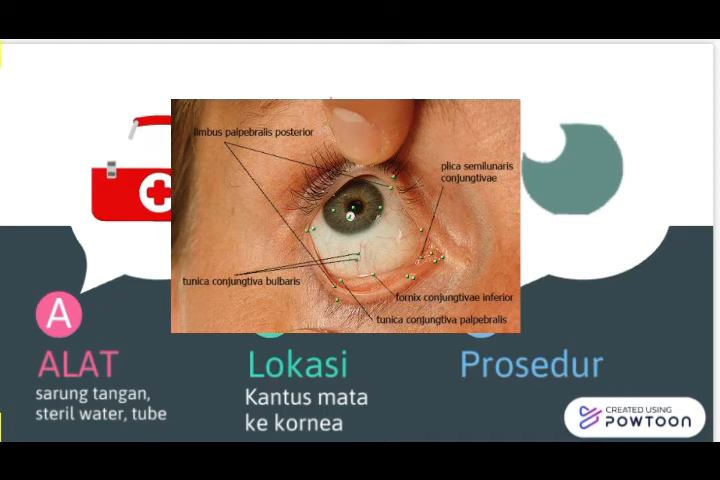 limbus palpebralis posterior
plica semilunaris
conjungtivae
tunica conjungtiva bulbaris
fornix conjungtivae inferior
tunica conjungtiva palpebralis
A
ALAT
sarung tangan,
steril water, tube
Lokasi
Kantus mata
ke kornea
Prosedur
CREATED USING
POWTOON